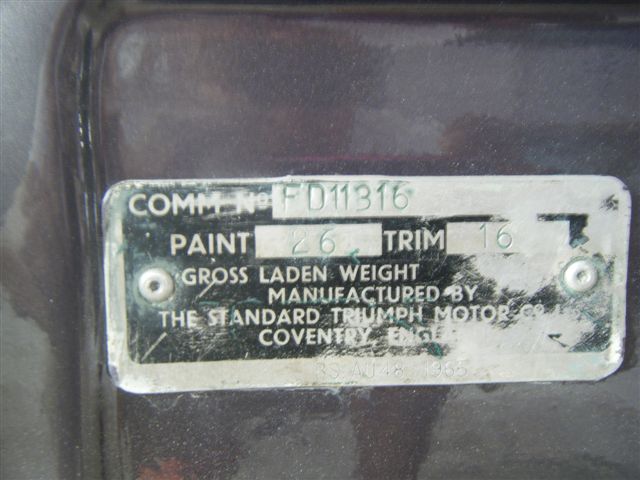 COMM. Nº FD11316
PAINT 26 TRIM 16
GROSS LADEN WEIGHT
MANUFACTURED BY
THE STANDARD TRIUMPH MOTOR Cº
COVENTRY, ENGL
BS AU48 1965